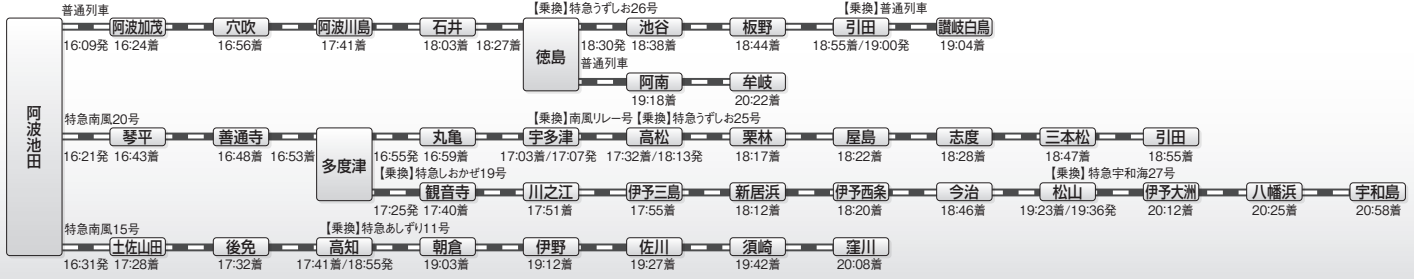 阿波池田
普通列車
阿波加茂 穴吹 阿波川島 石井
16:09発 16:24着 16:56着 17:41着 18:03着 18:27着
徳島
【乗換】特急うずしお26号 【乗換】普通列車
池谷 板野 引田 讃岐白鳥
18:30発 18:38着 18:44着 18:55着/19:00発 19:04着
普通列車
阿南 牟岐
19:18着 20:22着
特急南風20号
琴平 善通寺
16:21発 16:43着 16:48着 16:53着
多度津
【乗換】南風リレー号 【乗換】特急うずしお25号
丸亀 宇多津 高松 栗林 屋島 志度 三本松 引田
16:55発 16:59着 17:03着/17:07発 17:32着/18:13発 18:17着 18:22着 18:28着 18:47着 18:55着
【乗換】特急しおかぜ19号 【乗換】特急宇和海27号
観音寺 川之江 伊予三島 新居浜 伊予西条 今治 松山 伊予大洲 八幡浜 宇和島
17:25発 17:40着 17:51着 17:55着 18:12着 18:20着 18:46着 19:23着/19:36発 20:12着 20:25着 20:58着
特急南風15号 【乗換】特急あしずり11号
土佐山田 後免 高知 朝倉 伊野 佐川 須崎 窪川
16:31発 17:28着 17:32着 17:41着/18:55発 19:03着 19:12着 19:27着 19:42着 20:08着